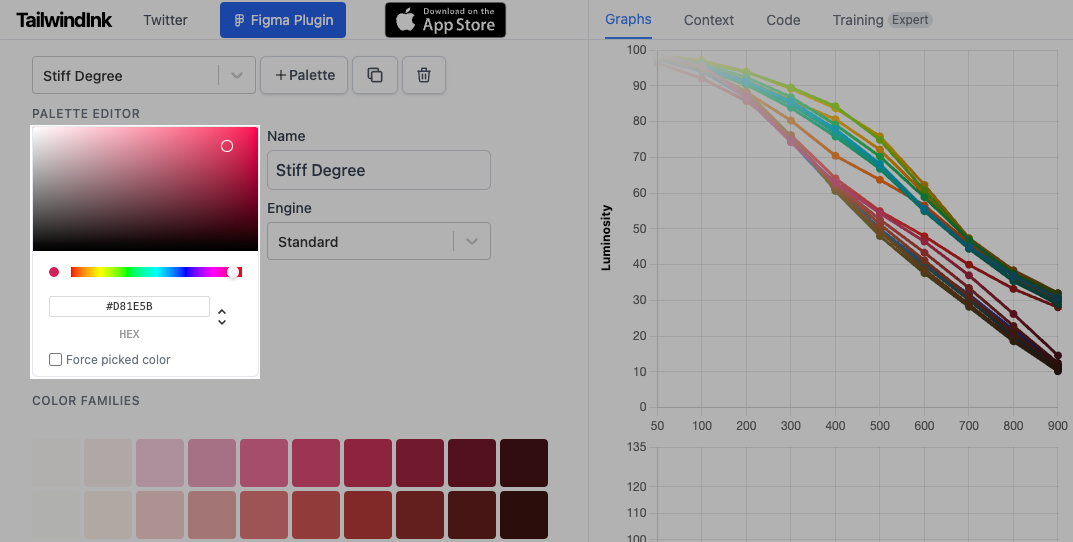 TailwindInk Twitter Figma Plugin Download on the App Store
Stiff Degree + Palette
PALETTE EDITOR
Name
Stiff Degree
Engine
Standard
#D81E5B
HEX
Force picked color
COLOR FAMILIES
Graphs Context Code Training Expert
Luminosity
100
90
80
70
60
50
40
30
20
10
0
50 100 200 300 400 500 600 700 800 900
135
120
110
100